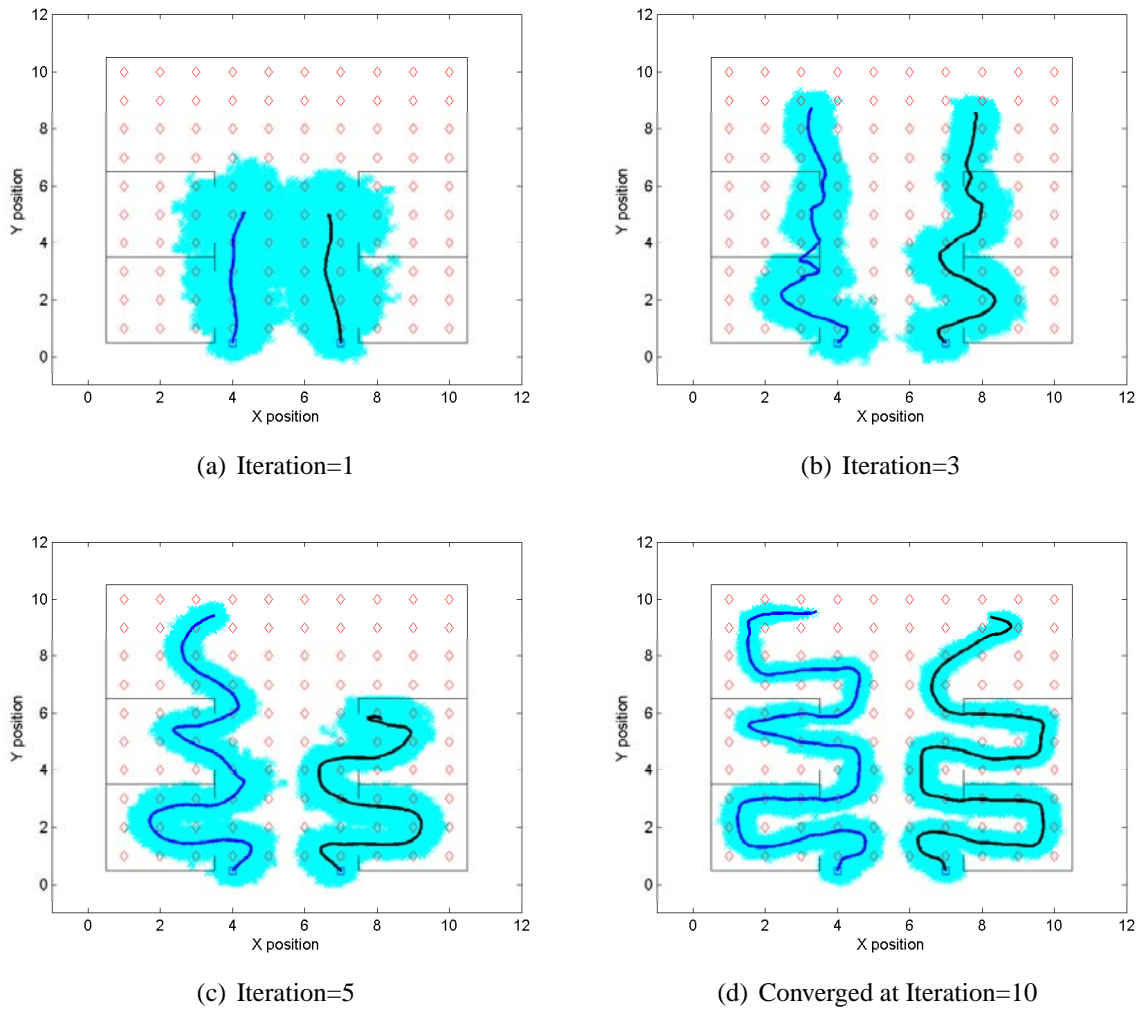 12
10
8
6
4
2
0
Y position
0 2 4 6 8 10 12
X position
(a) Iteration=1
12
10
8
6
4
2
0
Y position
0 2 4 6 8 10 12
X position
(b) Iteration=3
12
10
8
6
4
2
0
Y position
0 2 4 6 8 10 12
X position
(c) Iteration=5
12
10
8
6
4
2
0
Y position
0 2 4 6 8 10 12
X position
(d) Converged at Iteration=10